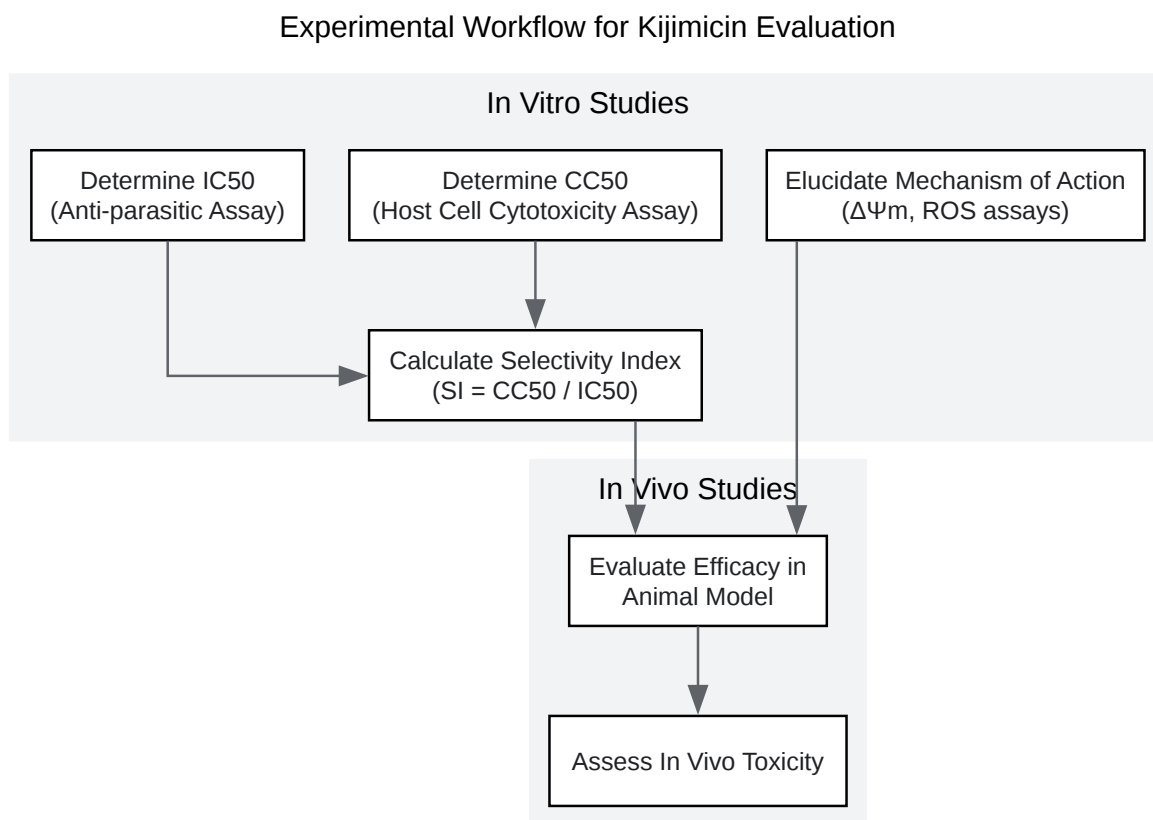 Experimental Workflow for Kijimicin Evaluation
In Vitro Studies
Determine IC50
(Anti-parasitic Assay)
Determine CC50
(Host Cell Cytotoxicity Assay)
Elucidate Mechanism of Action
(ΔΨm, ROS assays)
Calculate Selectivity Index
(SI = CC50 / IC50)
In Vivo Studies
Evaluate Efficacy in
Animal Model
Assess In Vivo Toxicity